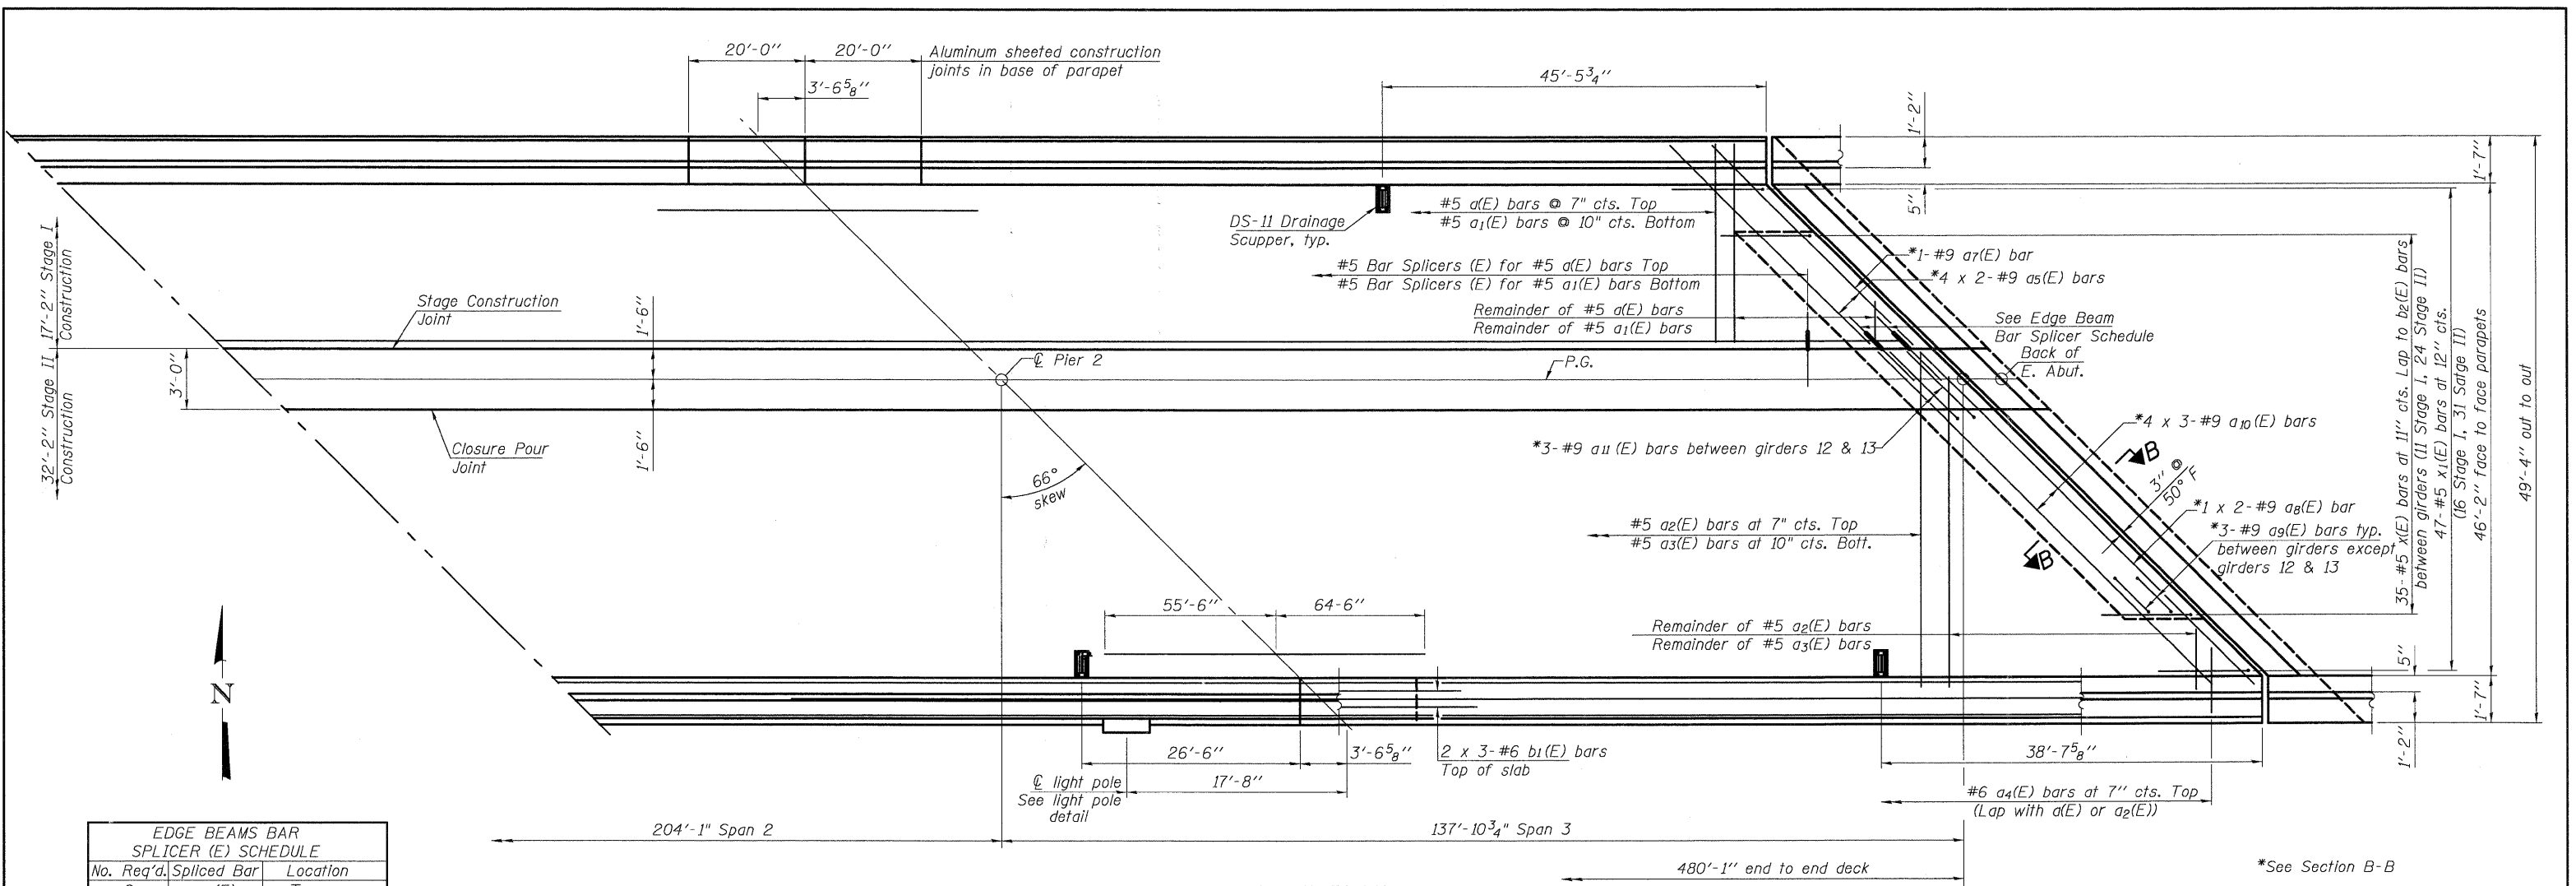 20'-0"
20'-0"
Aluminum sheeted construction
joints in base of parapet
3'-6 5/8"
45'-5 3/4"
1'-2"
1'-7"
5"
DS-11 Drainage
Scupper, typ.
#5 a(E) bars @ 7" cts. Top
#5 a1(E) bars @ 10" cts. Bottom
17'-2" Stage I
Construction
32'-2" Stage II
Construction
#5 Bar Splicers (E) for #5 a(E) bars Top
#5 Bar Splicers (E) for #5 a1(E) bars Bottom
*1-#9 a7(E) bar
*4 x 2-#9 a5(E) bars
Stage Construction
Joint
1'-6"
Remainder of #5 a(E) bars
Remainder of #5 a1(E) bars
See Edge Beam
Bar Splicer Schedule
Back of
E. Abut.
3'-0"
℄ Pier 2
P.G.
Closure Pour
Joint
1'-6"
*3-#9 a11(E) bars between girders 12 & 13
*4 x 3-#9 a10(E) bars
66°
skew
B
3" @
50° F
*1 x 2-#9 a8(E) bar
*3-#9 a9(E) bars typ.
between girders except
girders 12 & 13
B
#5 a2(E) bars at 7" cts. Top
#5 a3(E) bars at 10" cts. Bott.
35-#5 x(E) bars at 11" cts. Lap to b2(E) bars
between girders (11 Stage I, 24 Stage II)
47-#5 x1(E) bars at 12" cts.
(16 Stage I, 31 Satge II)
46'-2" face to face parapets
49'-4" out to out
55'-6"
64-6"
Remainder of #5 a2(E) bars
Remainder of #5 a3(E) bars
N
5"
1'-7"
1'-2"
26'-6"
3'-6 5/8"
2 x 3-#6 b1(E) bars
Top of slab
38'-7 5/8"
℄ light pole
See light pole
detail
17'-8"
#6 a4(E) bars at 7" cts. Top
(Lap with a(E) or a2(E))
204'-1" Span 2
137'-10 3/4" Span 3
480'-1" end to end deck
*See Section B-B
EDGE BEAMS BAR
SPLICER (E) SCHEDULE
No. Req'd. Spliced Bar Location